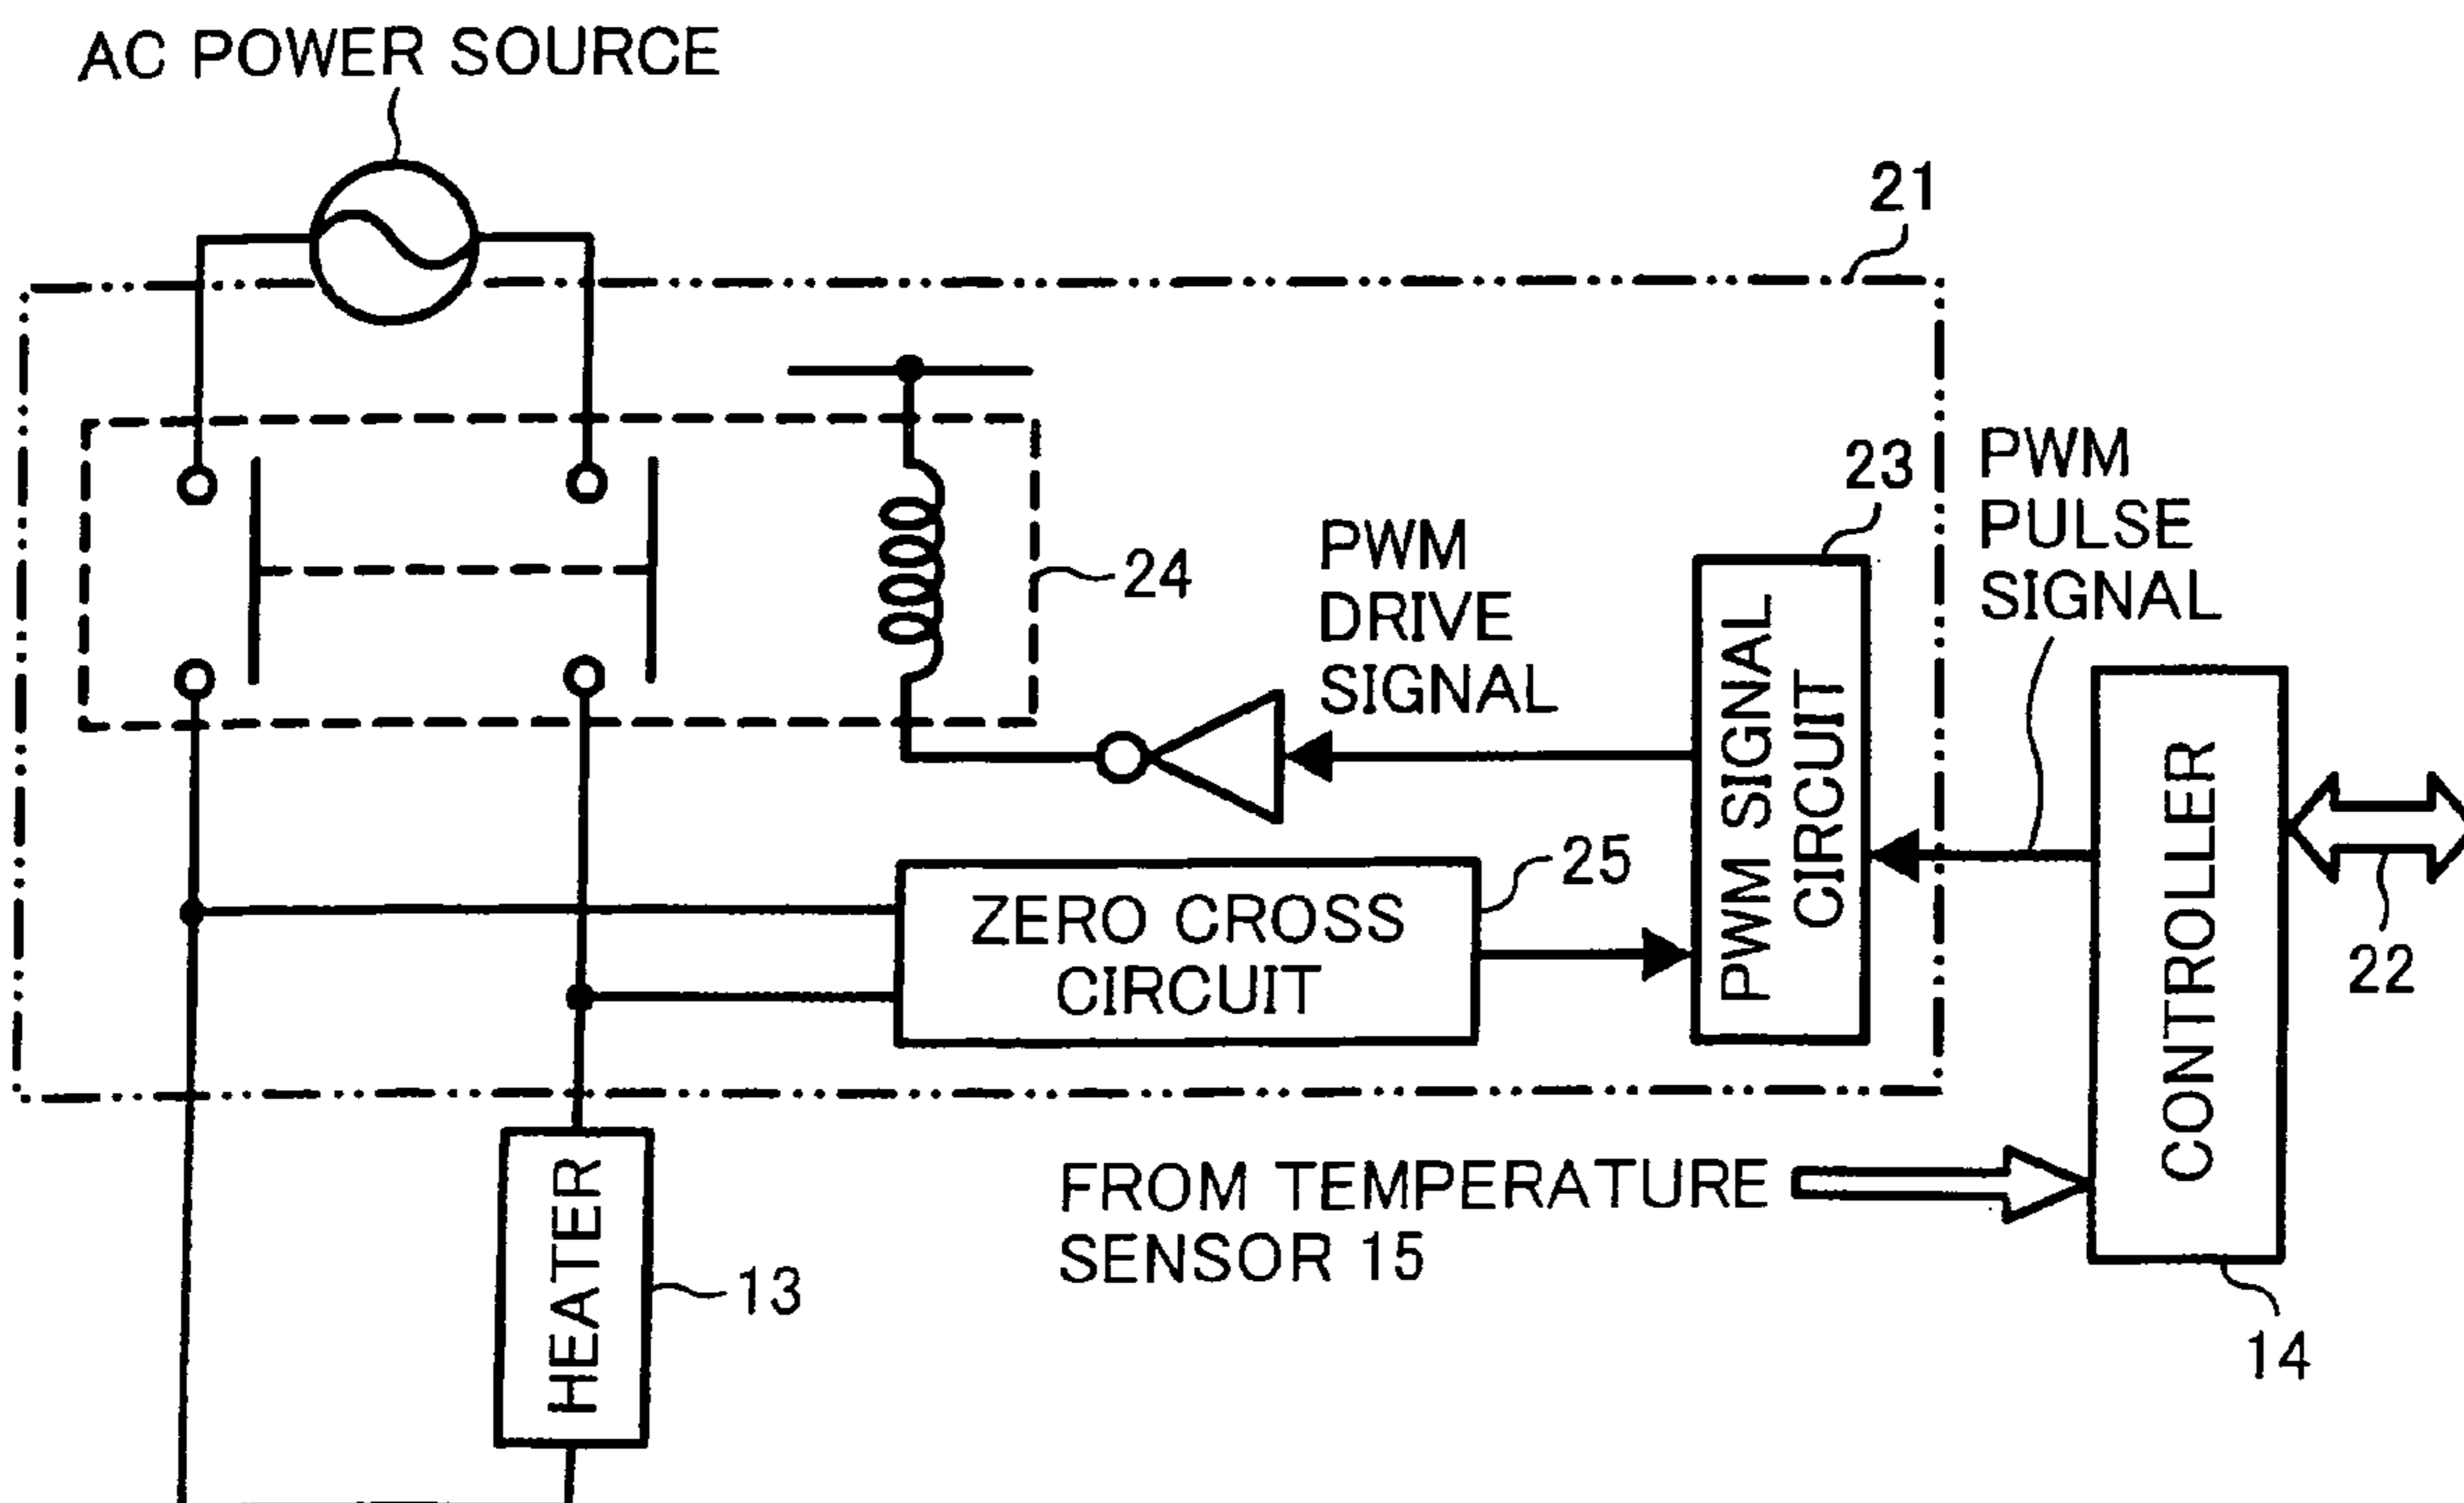 AC POWER SOURCE
21
23
PWM
PULSE
SIGNAL
24
PWM
DRIVE
SIGNAL
PWM SIGNAL
CIRCUIT
CONTROLLER
25
ZERO CROSS
CIRCUIT
22
FROM TEMPERATURE
SENSOR 15
HEATER
13
14